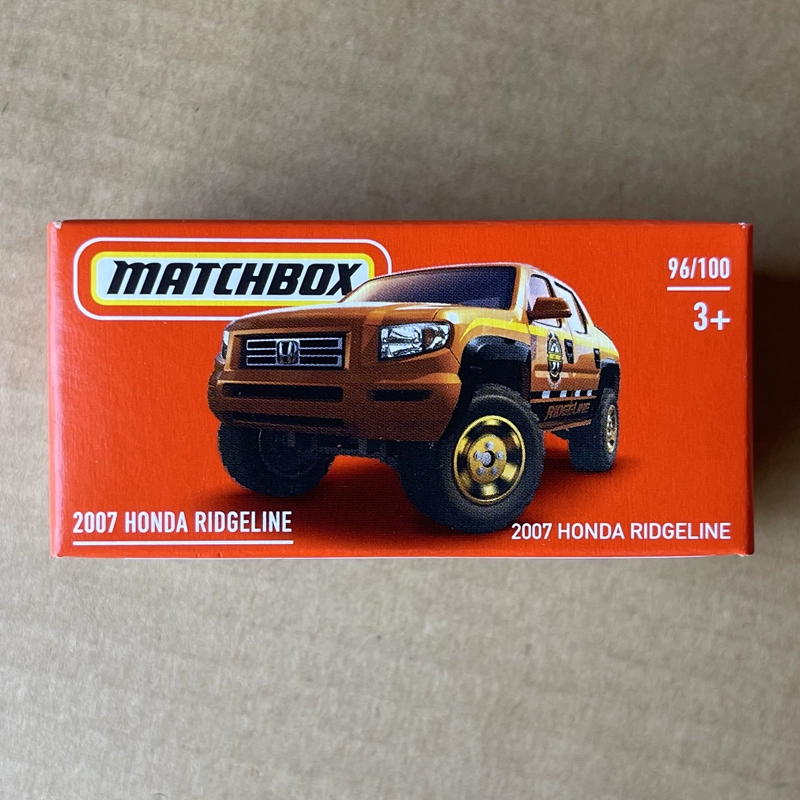 MATCHBOX
96/100
3+
RIDGELINE
2007 HONDA RIDGELINE
2007 HONDA RIDGELINE